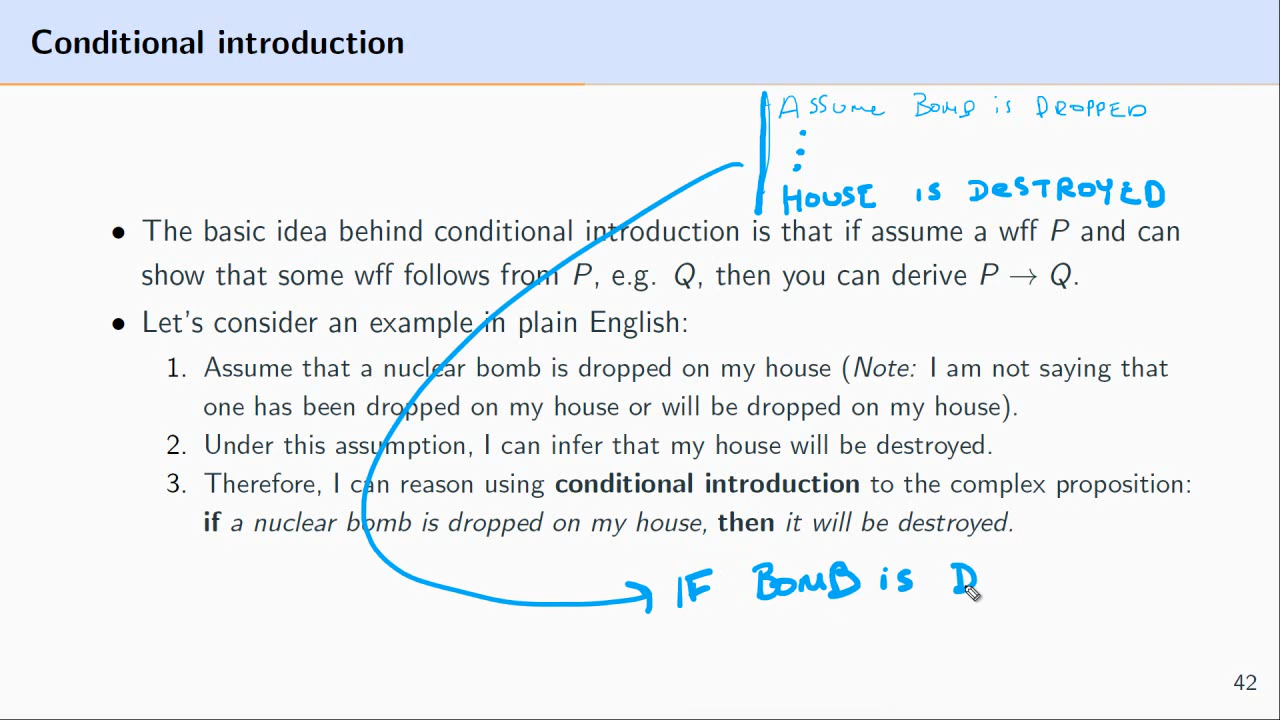 Conditional introduction
Assume Bomb is Dropped
House is Destroyed
• The basic idea behind conditional introduction is that if assume a wff P and can
show that some wff follows from P, e.g. Q, then you can derive P → Q.
• Let's consider an example in plain English:
1. Assume that a nuclear bomb is dropped on my house (Note: I am not saying that
one has been dropped on my house or will be dropped on my house).
2. Under this assumption, I can infer that my house will be destroyed.
3. Therefore, I can reason using conditional introduction to the complex proposition:
if a nuclear bomb is dropped on my house, then it will be destroyed.
IF BOMB is D
42